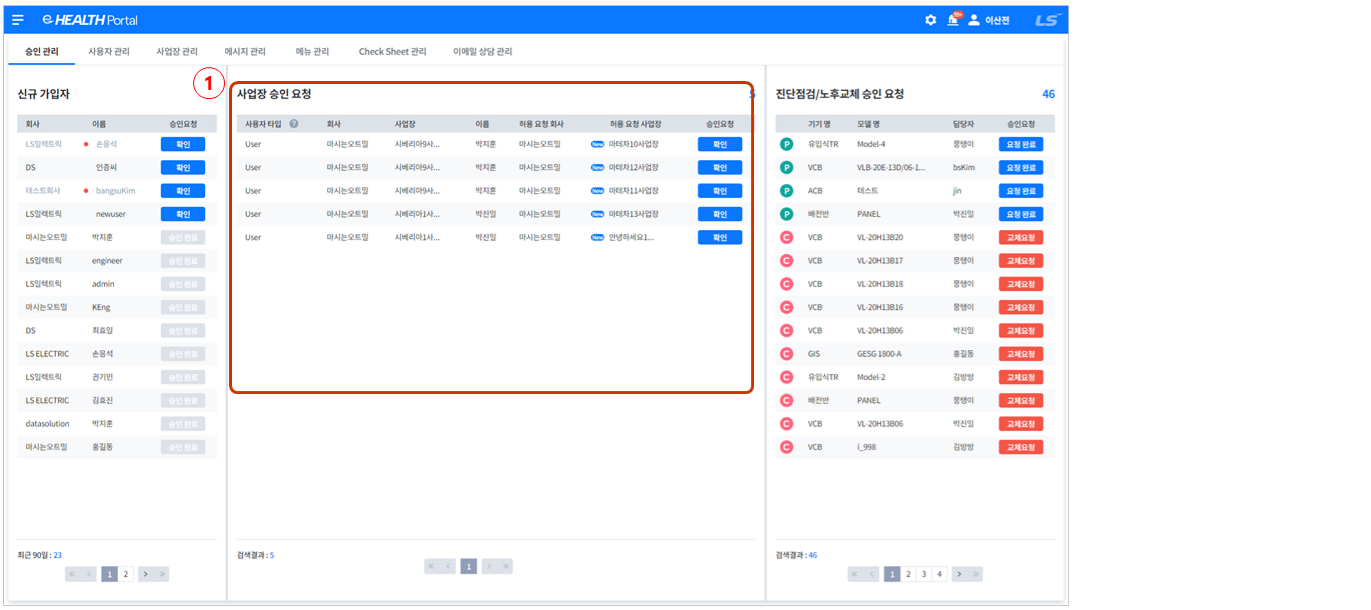 eHEALTH Portal
99+
이산전
LS
승인 관리 사용자 관리 사업장 관리 메시지 관리 메뉴 관리 Check Sheet 관리 이메일 상담 관리
1
신규 가입자
회사 이름 승인요청
LS일렉트릭 손응석 확인
DS 인증씨 확인
테스트회사 bangsuKim 확인
LS일렉트릭 newuser 확인
마시는오트밀 박지훈 승인 완료
LS일렉트릭 engineer 승인 완료
LS일렉트릭 admin 승인 완료
마시는오트밀 KEng 승인 완료
DS 최효일 승인 완료
LS ELECTRIC 손응석 승인 완료
LS일렉트릭 권기민 승인 완료
LS ELECTRIC 김효진 승인 완료
datasolution 박지훈 승인 완료
마시는오트밀 홍길동 승인 완료
최근 90일 : 23
« ‹ 1 2 › »
사업장 승인 요청 5
사용자 타입 ? 회사 사업장 이름 허용 요청 회사 허용 요청 사업장 승인요청
User 마시는오트밀 시베리아9사... 박지훈 마시는오트밀 New 마테차10사업장 확인
User 마시는오트밀 시베리아9사... 박지훈 마시는오트밀 New 마테차12사업장 확인
User 마시는오트밀 시베리아9사... 박지훈 마시는오트밀 New 마테차11사업장 확인
User 마시는오트밀 시베리아1사... 박진일 마시는오트밀 New 마테차13사업장 확인
User 마시는오트밀 시베리아1사... 박진일 마시는오트밀 New 안녕하세요1... 확인
검색결과 : 5
« ‹ 1 › »
진단점검/노후교체 승인 요청 46
기기 명 모델 명 담당자 승인요청
P 유입식TR Model-4 뭉탱이 요청 완료
P VCB VLB-20E-13D/06-1... bsKim 요청 완료
P ACB 테스트 jin 요청 완료
P 배전반 PANEL 박진일 요청 완료
C VCB VL-20H13B20 뭉탱이 교체요청
C VCB VL-20H13B17 뭉탱이 교체요청
C VCB VL-20H13B18 뭉탱이 교체요청
C VCB VL-20H13B16 뭉탱이 교체요청
C VCB VL-20H13B06 박진일 교체요청
C GIS GESG 1800-A 홍길동 교체요청
C 유입식TR Model-2 김방방 교체요청
C 배전반 PANEL 뭉탱이 교체요청
C VCB VL-20H13B06 박진일 교체요청
C VCB i_998 김방방 교체요청
검색결과 : 46
« ‹ 1 2 3 4 › »